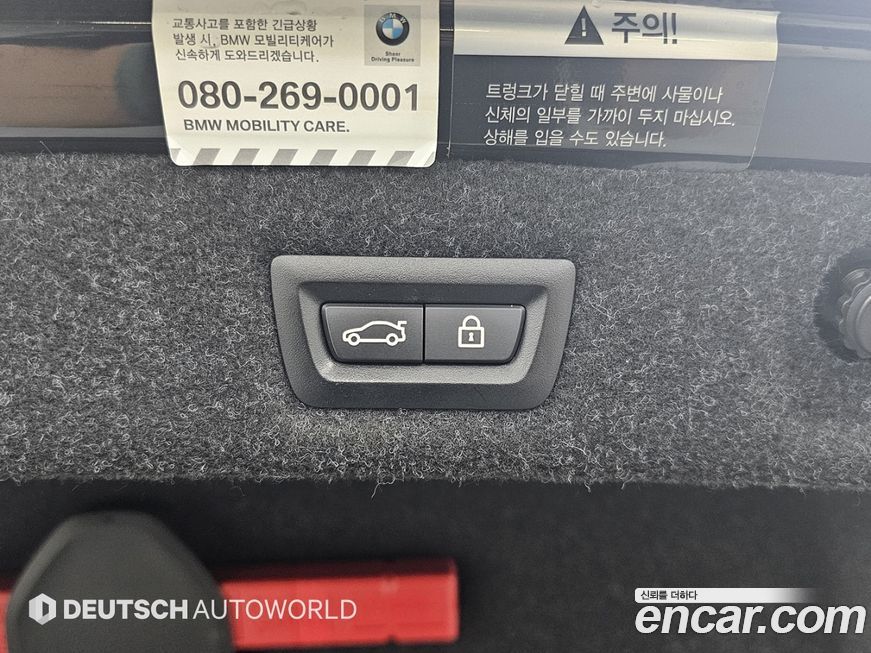 교통사고를 포함한 긴급상황
발생 시, BMW 모빌리티케어가
신속하게 도와드리겠습니다.
BMW
Sheer
Driving Pleasure
080-269-0001
BMW MOBILITY CARE.
주의!
트렁크가 닫힐 때 주변에 사물이나
신체의 일부를 가까이 두지 마십시오.
상해를 입을 수도 있습니다.
DEUTSCH AUTOWORLD
신뢰를 더하다
encar.com